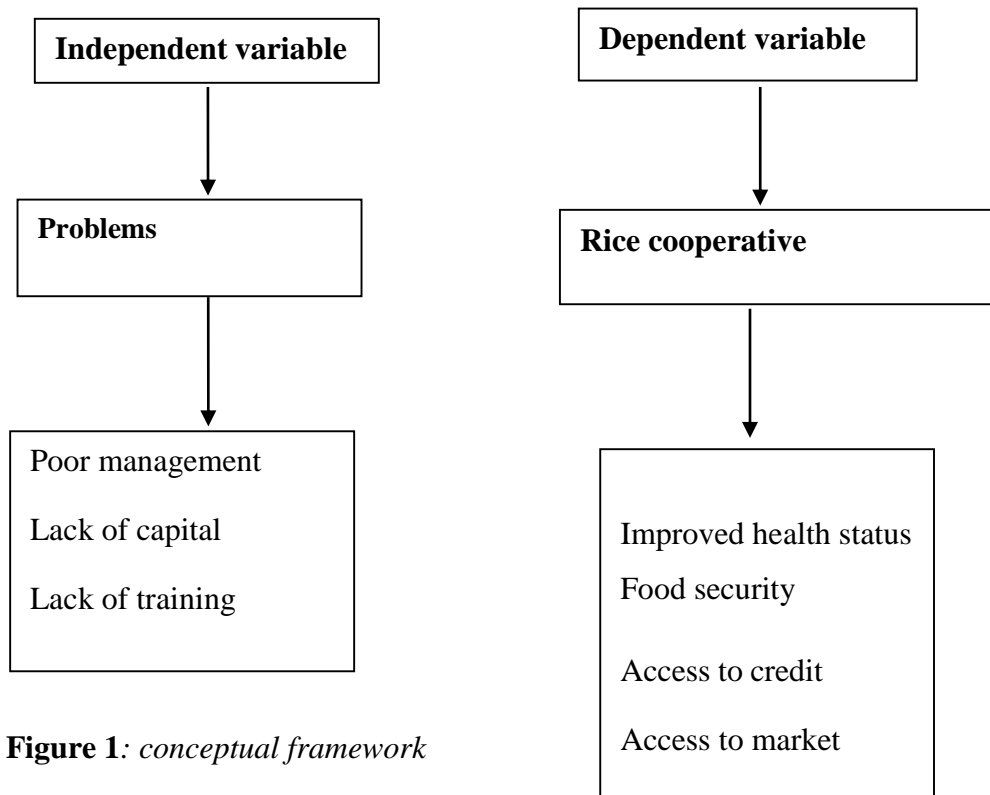 Independent variable
Dependent variable
Problems
Rice cooperative
Poor management
Lack of capital
Lack of training
Improved health status
Food security
Access to credit
Access to market
Figure 1: conceptual framework